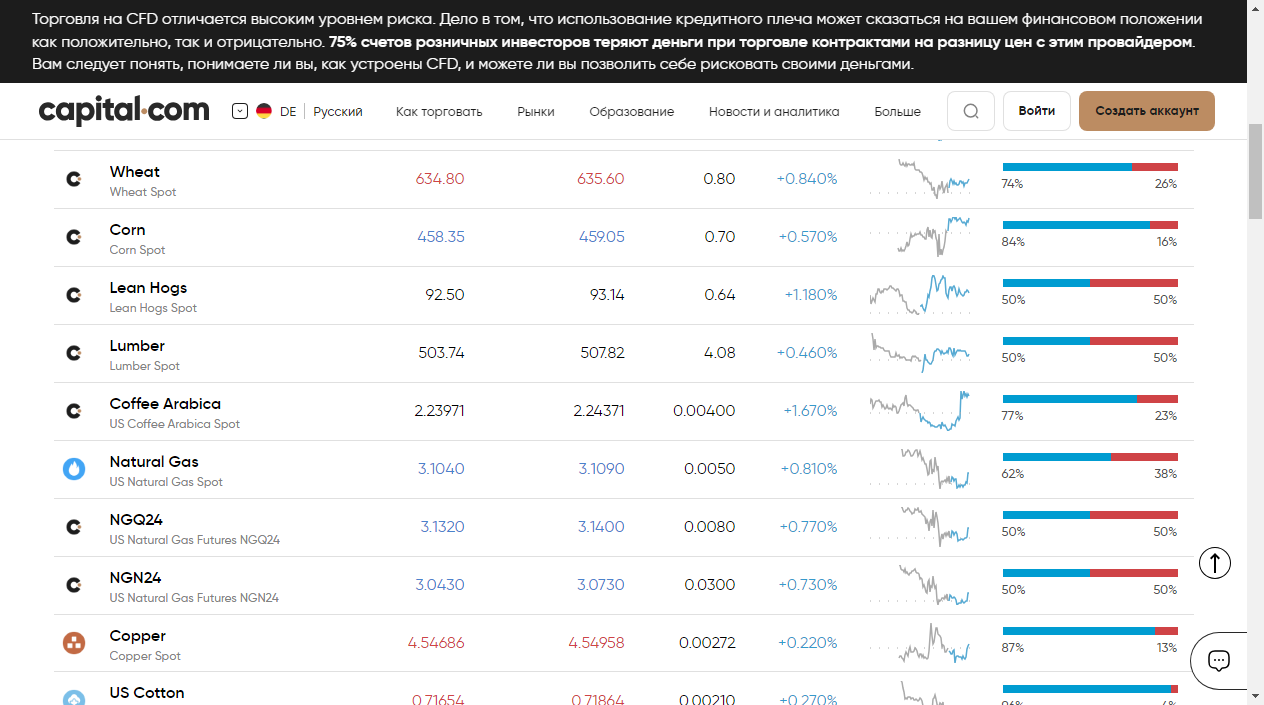 Торговля на CFD отличается высоким уровнем риска. Дело в том, что использование кредитного плеча может сказаться на вашем финансовом положении
как положительно, так и отрицательно. 75% счетов розничных инвесторов теряют деньги при торговле контрактами на разницу цен с этим провайдером.
Вам следует понять, понимаете ли вы, как устроены CFD, и можете ли вы позволить себе рисковать своими деньгами.
capital.com DE Русский Как торговать Рынки Образование Новости и аналитика Больше Войти Создать аккаунт
Wheat 634.80 635.60 0.80 +0.840%
Wheat Spot 74% 26%
Corn 458.35 459.05 0.70 +0.570%
Corn Spot 84% 16%
Lean Hogs 92.50 93.14 0.64 +1.180%
Lean Hogs Spot 50% 50%
Lumber 503.74 507.82 4.08 +0.460%
Lumber Spot 50% 50%
Coffee Arabica 2.23971 2.24371 0.00400 +1.670%
US Coffee Arabica Spot 77% 23%
Natural Gas 3.1040 3.1090 0.0050 +0.810%
US Natural Gas Spot 62% 38%
NGQ24 3.1320 3.1400 0.0080 +0.770%
US Natural Gas Futures NGQ24 50% 50%
NGN24 3.0430 3.0730 0.0300 +0.730%
US Natural Gas Futures NGN24 50% 50%
Copper 4.54686 4.54958 0.00272 +0.220%
Copper Spot 87% 13%
US Cotton 0.71654 0.71864 0.00210 +0.270%